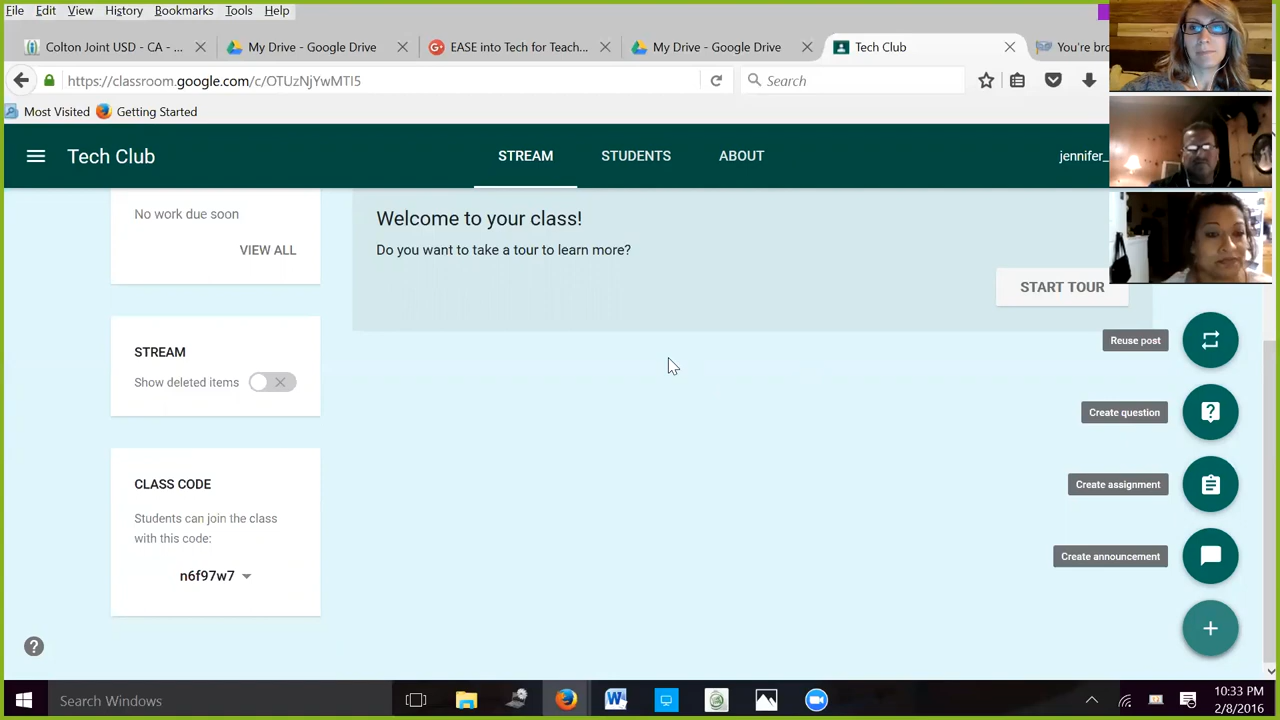 File Edit View History Bookmarks Tools Help
Colton Joint USD - CA - ... My Drive - Google Drive EASE into Tech for Teach... My Drive - Google Drive Tech Club You're bro
https://classroom.google.com/c/OTUzNjYwMTI5 Search
Most Visited Getting Started
Tech Club STREAM STUDENTS ABOUT jennifer_
No work due soon
VIEW ALL
Welcome to your class!
Do you want to take a tour to learn more?
START TOUR
STREAM
Show deleted items
Reuse post
Create question
Create assignment
Create announcement
CLASS CODE
Students can join the class
with this code:
n6f97w7
Search Windows
10:33 PM
2/8/2016